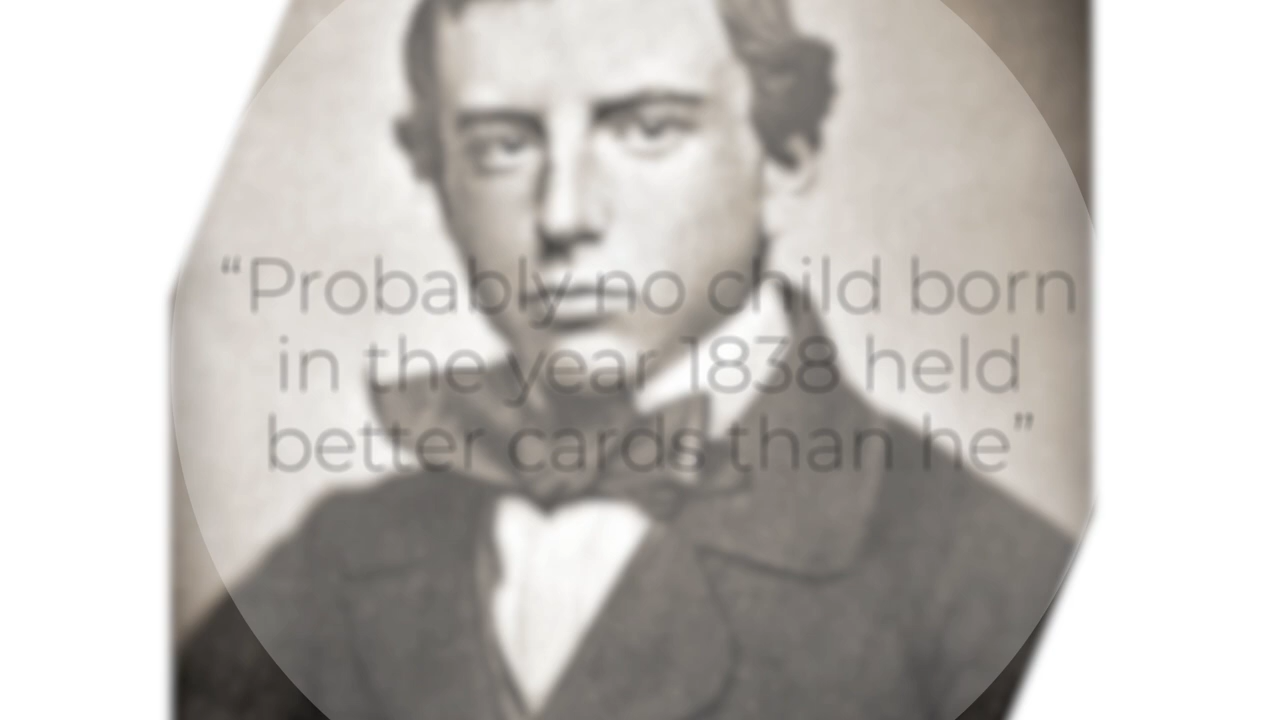 “Probably no child born
in the year 1838 held
better cards than he”